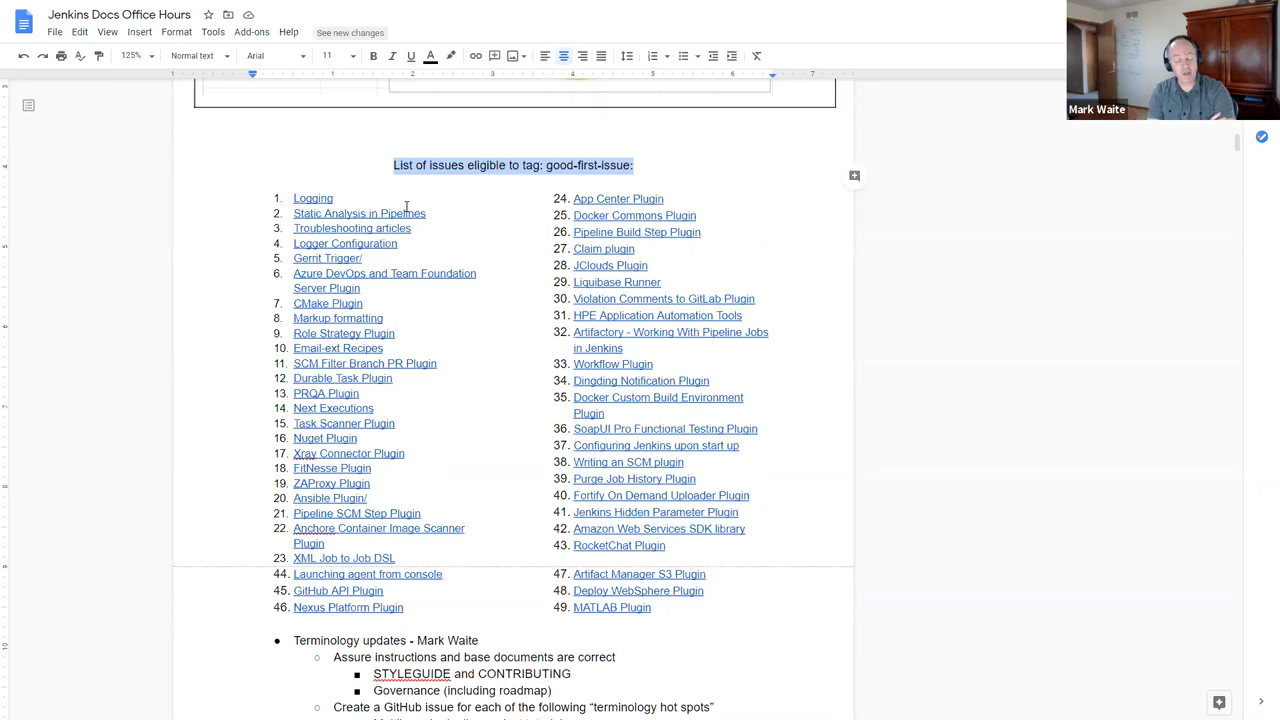 Jenkins Docs Office Hours
File Edit View Insert Format Tools Add-ons Help See new changes
125% Normal text Arial 11
1 1 2 3 4 5 6 7
Mark Waite
List of issues eligible to tag: good-first-issue:
1. Logging
2. Static Analysis in Pipelines
3. Troubleshooting articles
4. Logger Configuration
5. Gerrit Trigger/
6. Azure DevOps and Team Foundation
Server Plugin
7. CMake Plugin
8. Markup formatting
9. Role Strategy Plugin
10. Email-ext Recipes
11. SCM Filter Branch PR Plugin
12. Durable Task Plugin
13. PRQA Plugin
14. Next Executions
15. Task Scanner Plugin
16. Nuget Plugin
17. Xray Connector Plugin
18. FitNesse Plugin
19. ZAProxy Plugin
20. Ansible Plugin/
21. Pipeline SCM Step Plugin
22. Anchore Container Image Scanner
Plugin
23. XML Job to Job DSL
24. App Center Plugin
25. Docker Commons Plugin
26. Pipeline Build Step Plugin
27. Claim plugin
28. JClouds Plugin
29. Liquibase Runner
30. Violation Comments to GitLab Plugin
31. HPE Application Automation Tools
32. Artifactory - Working With Pipeline Jobs
in Jenkins
33. Workflow Plugin
34. Dingding Notification Plugin
35. Docker Custom Build Environment
Plugin
36. SoapUI Pro Functional Testing Plugin
37. Configuring Jenkins upon start up
38. Writing an SCM plugin
39. Purge Job History Plugin
40. Fortify On Demand Uploader Plugin
41. Jenkins Hidden Parameter Plugin
42. Amazon Web Services SDK library
43. RocketChat Plugin
44. Launching agent from console
45. GitHub API Plugin
46. Nexus Platform Plugin
47. Artifact Manager S3 Plugin
48. Deploy WebSphere Plugin
49. MATLAB Plugin
● Terminology updates - Mark Waite
○ Assure instructions and base documents are correct
■ STYLEGUIDE and CONTRIBUTING
■ Governance (including roadmap)
○ Create a GitHub issue for each of the following “terminology hot spots”